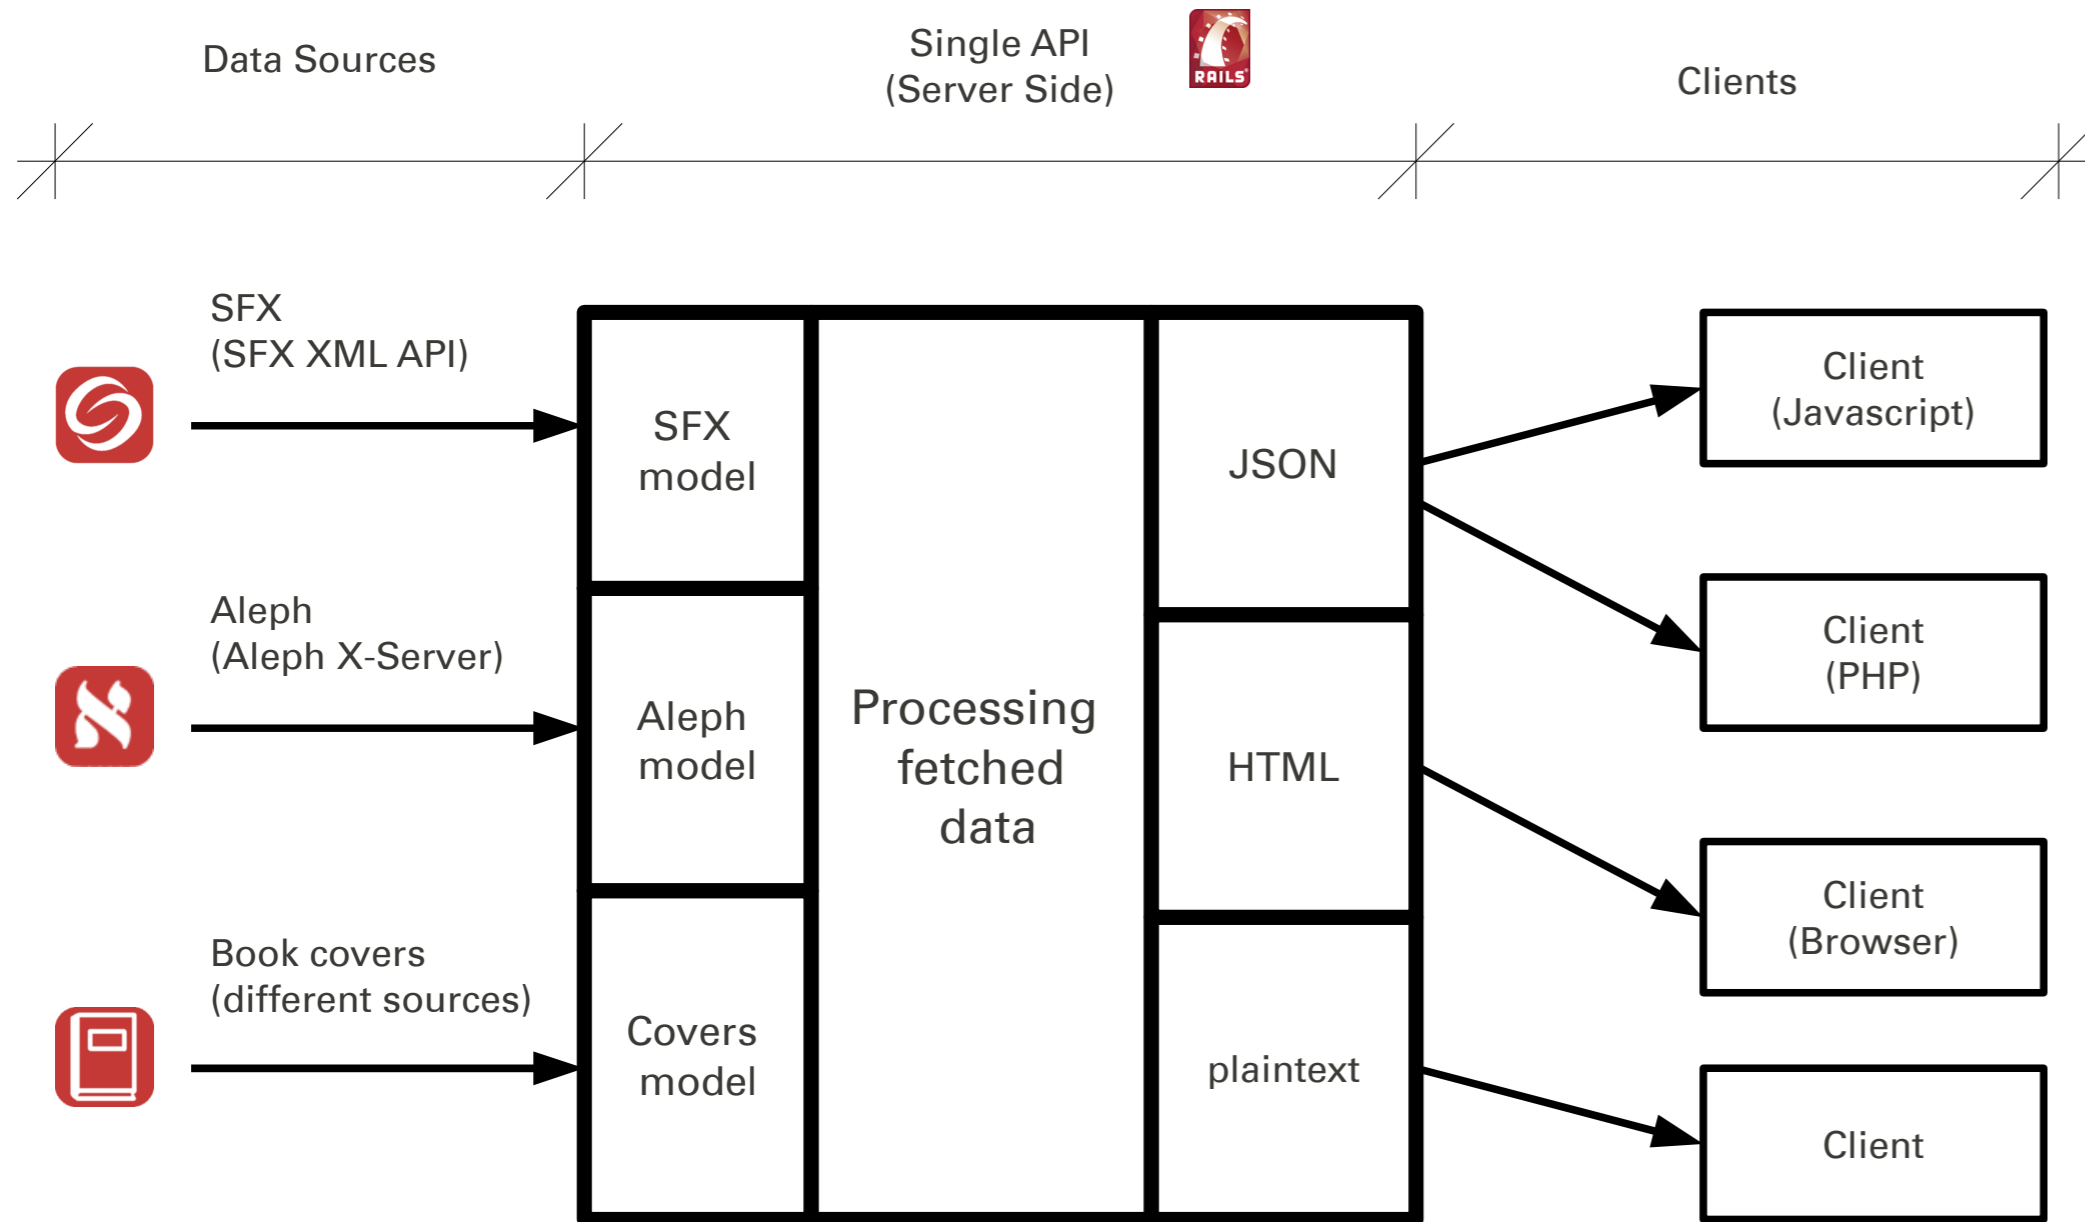 Data Sources
Single API
(Server Side)
RAILS
Clients
SFX
(SFX XML API)
Aleph
(Aleph X-Server)
Book covers
(different sources)
SFX
model
Aleph
model
Covers
model
Processing
fetched
data
JSON
HTML
plaintext
Client
(Javascript)
Client
(PHP)
Client
(Browser)
Client